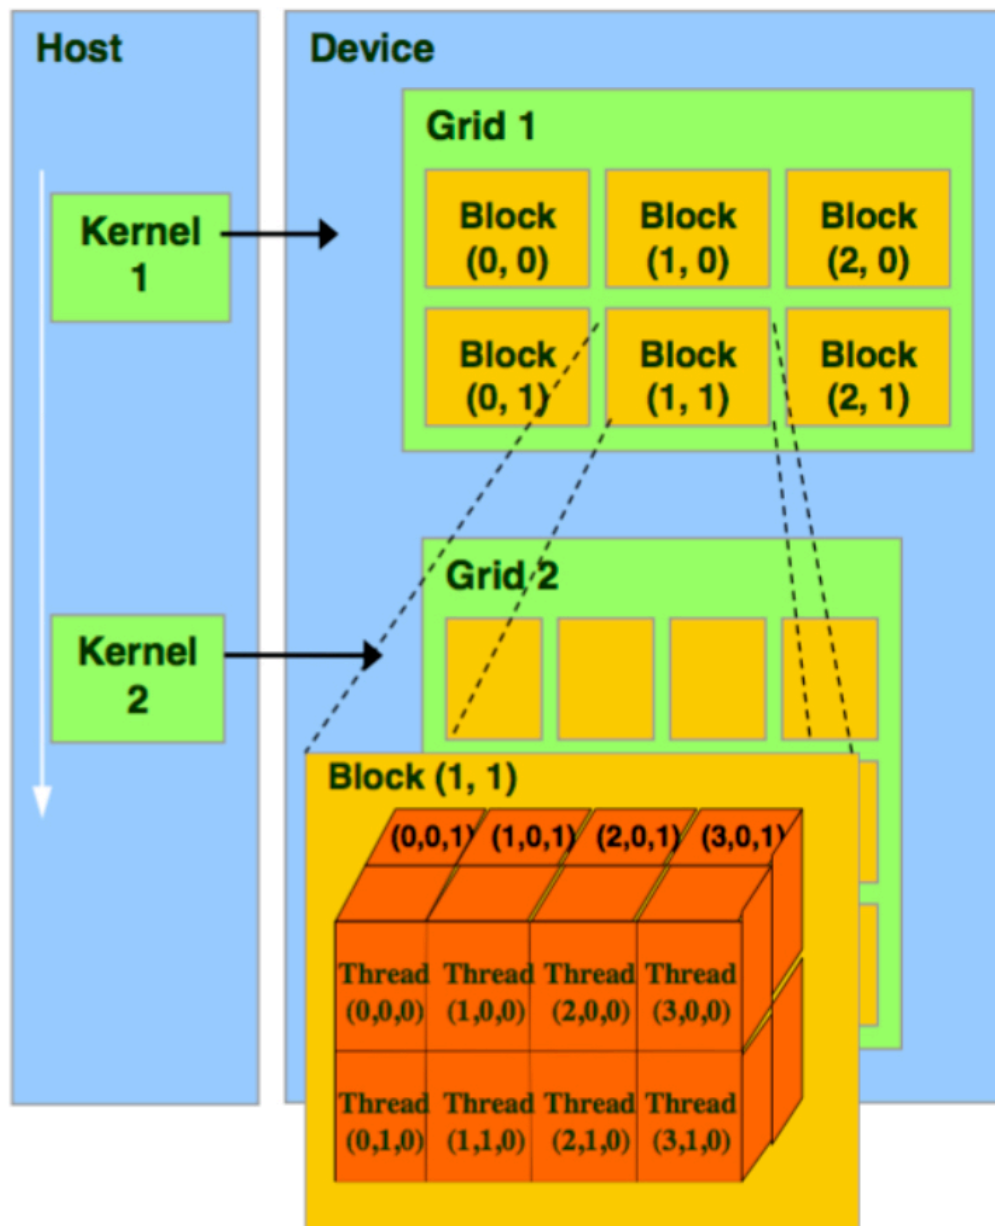 Host
Device
Grid 1
Kernel
1
Block
(0, 0)
Block
(1, 0)
Block
(2, 0)
Block
(0, 1)
Block
(1, 1)
Block
(2, 1)
Grid 2
Kernel
2
Block (1, 1)
(0,0,1) (1,0,1) (2,0,1) (3,0,1)
Thread
(0,0,0)
Thread
(1,0,0)
Thread
(2,0,0)
Thread
(3,0,0)
Thread
(0,1,0)
Thread
(1,1,0)
Thread
(2,1,0)
Thread
(3,1,0)